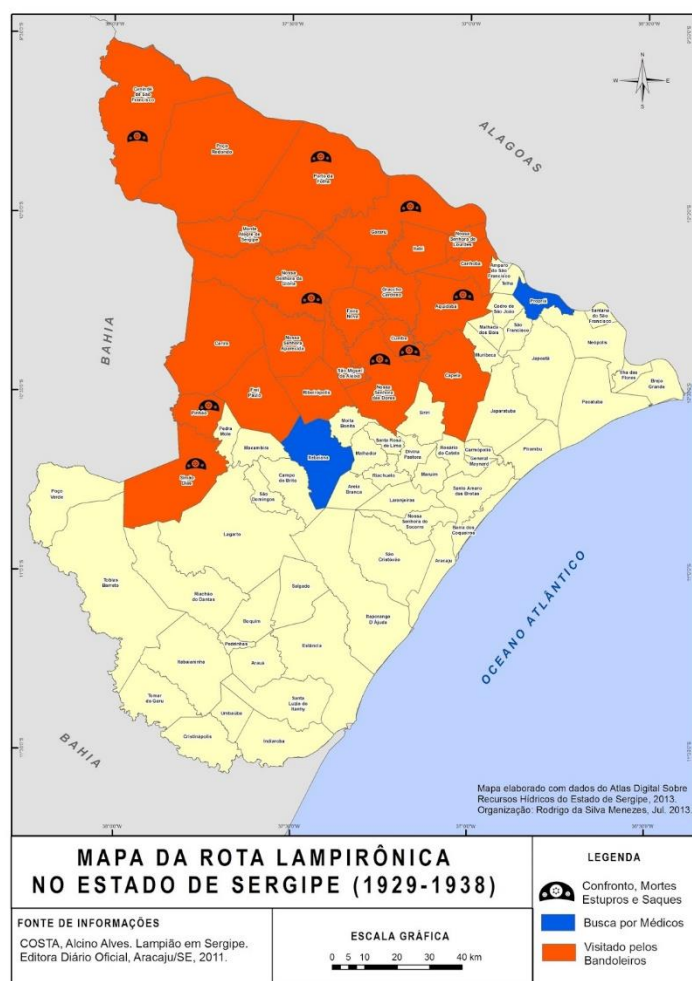 ALAGOAS
BAHIA
BAHIA
OCEANO ATLÂNTICO
N
W
E
S
Canindé
de São
Francisco
Poço
Redondo
Porto da
Folha
Monte
Alegre de
Sergipe
Gararu
Itabi
Nossa
Senhora de
Lourdes
Canhoba
Amparo do
São
Francisco
Telha
Propriá
Nossa
Senhora da
Glória
Graccho
Cardoso
Aquidabã
Cedro de
São João
São
Francisco
Santana
do São
Francisco
Malhada
dos Bois
Neópolis
Feira
Nova
Cumbe
Carira
Nossa
Senhora
Aparecida
São Miguel
do Aleixo
Muribeca
Japoatã
Ilha das
Flores
Brejo
Grande
Frei
Paulo
Ribeirópolis
Nossa
Senhora
das Dores
Capela
Pacatuba
Pinhão
Pedra
Mole
Moita
Bonita
Siriri
Japaratuba
Macambira
Itabaiana
Malhador
Santa Rosa
de Lima
Divina
Pastora
Rosário
do Catete
Carmópolis
General
Maynard
Pirambu
Simão
Dias
Campo
do Brito
Areia
Branca
Riachuelo
Maruim
Santo Amaro
das Brotas
Poço
Verde
São
Domingos
Laranjeiras
Nossa
Senhora do
Socorro
Barra dos
Coqueiros
Lagarto
São
Cristóvão
Aracaju
Tobias
Barreto
Riachão
do Dantas
Salgado
Itaporanga
D'Ajuda
Boquim
Pedrinhas
Estância
Itabaianinha
Arauá
Tomar
do Geru
Santa
Luzia do
Itanhy
Umbaúba
Cristinápolis
Indiaroba
Mapa elaborado com dados do Atlas Digital Sobre
Recursos Hídricos do Estado de Sergipe, 2013.
Organização: Rodrigo da Silva Menezes, Jul. 2013.
MAPA DA ROTA LAMPIRÔNICA
NO ESTADO DE SERGIPE (1929-1938)
FONTE DE INFORMAÇÕES
COSTA, Alcino Alves. Lampião em Sergipe.
Editora Diário Oficial, Aracaju/SE, 2011.
ESCALA GRÁFICA
0 5 10 20 30 40 km
LEGENDA
Confronto, Mortes
Estupros e Saques
Busca por Médicos
Visitado pelos
Bandoleiros